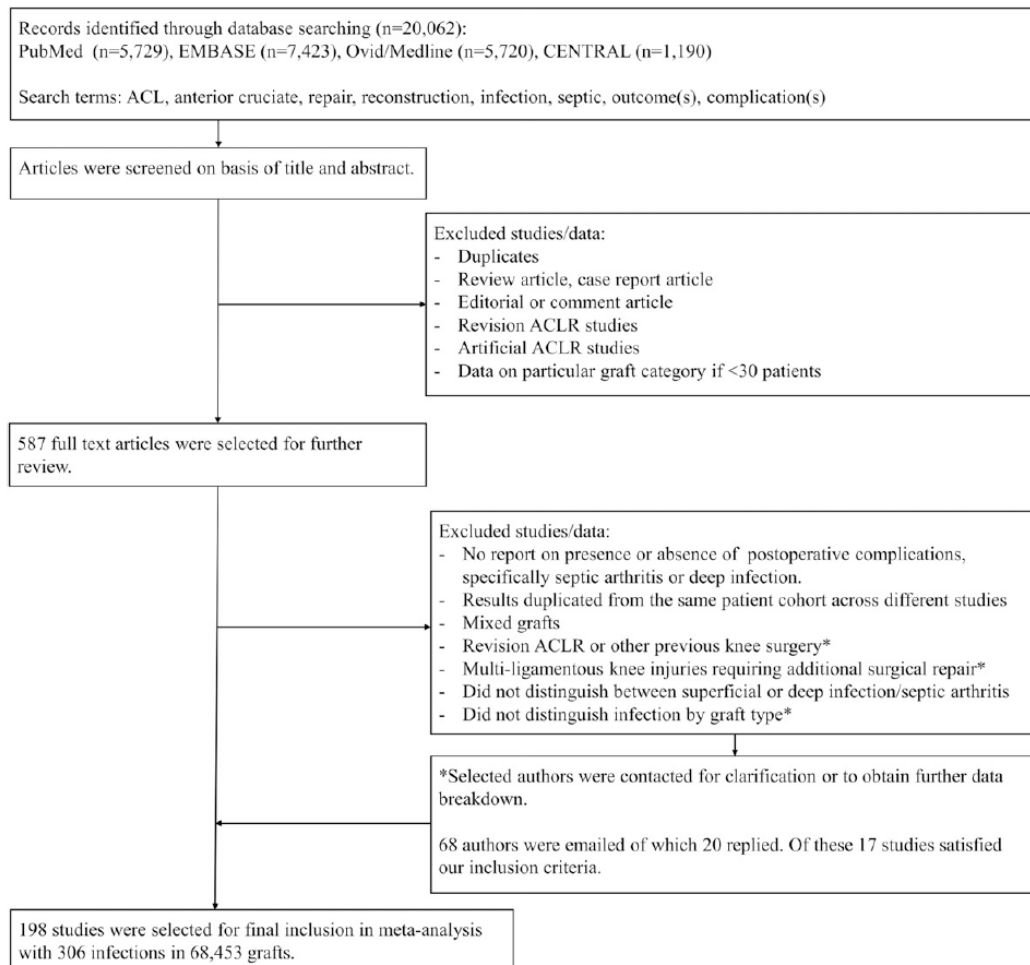 Records identified through database searching (n=20,062):
PubMed (n=5,729), EMBASE (n=7,423), Ovid/Medline (n=5,720), CENTRAL (n=1,190)
Search terms: ACL, anterior cruciate, repair, reconstruction, infection, septic, outcome(s), complication(s)
Articles were screened on basis of title and abstract.
Excluded studies/data:
- Duplicates
- Review article, case report article
- Editorial or comment article
- Revision ACLR studies
- Artificial ACLR studies
- Data on particular graft category if <30 patients
587 full text articles were selected for further
review.
Excluded studies/data:
- No report on presence or absence of postoperative complications,
specifically septic arthritis or deep infection.
- Results duplicated from the same patient cohort across different studies
- Mixed grafts
- Revision ACLR or other previous knee surgery*
- Multi-ligamentous knee injuries requiring additional surgical repair*
- Did not distinguish between superficial or deep infection/septic arthritis
- Did not distinguish infection by graft type*
*Selected authors were contacted for clarification or to obtain further data
breakdown.
68 authors were emailed of which 20 replied. Of these 17 studies satisfied
our inclusion criteria.
198 studies were selected for final inclusion in meta-analysis
with 306 infections in 68,453 grafts.